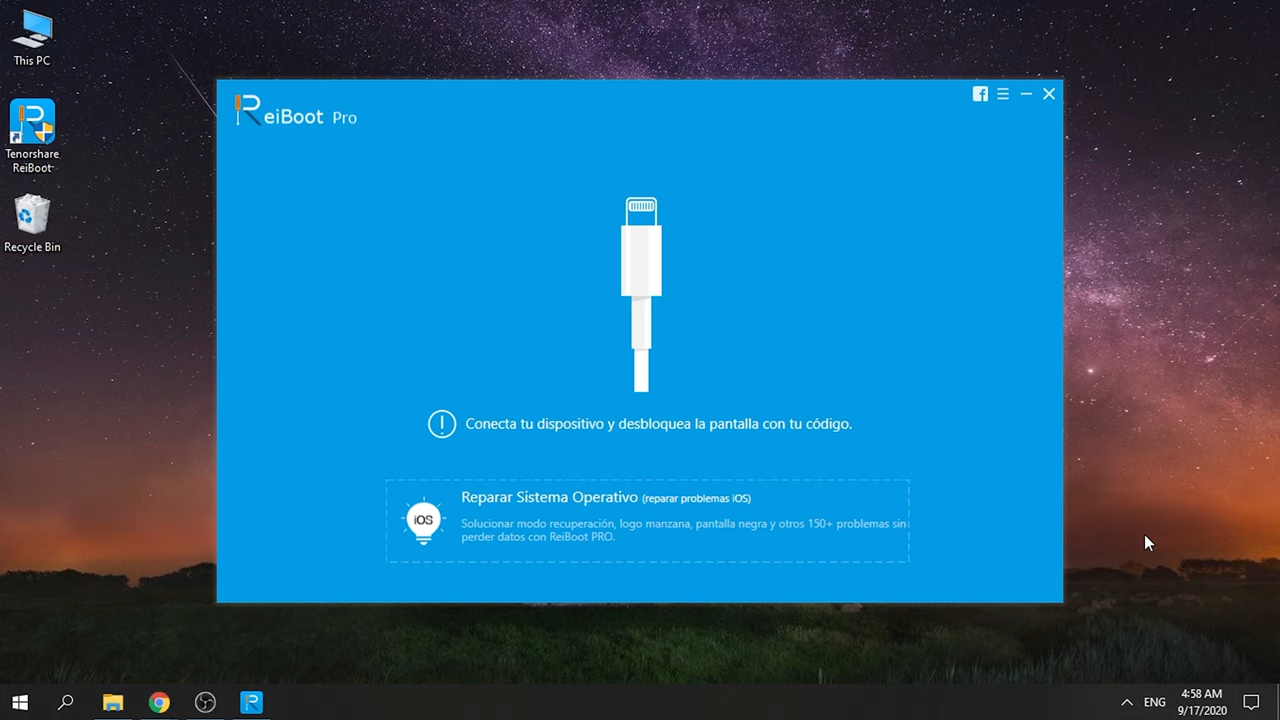 This PC
Tenorshare
ReiBoot
Recycle Bin
ReiBoot Pro
Conecta tu dispositivo y desbloquea la pantalla con tu código.
iOS
Reparar Sistema Operativo (reparar problemas iOS)
Solucionar modo recuperación, logo manzana, pantalla negra y otros 150+ problemas sin
perder datos con ReiBoot PRO.
ENG
4:58 AM
9/17/2020